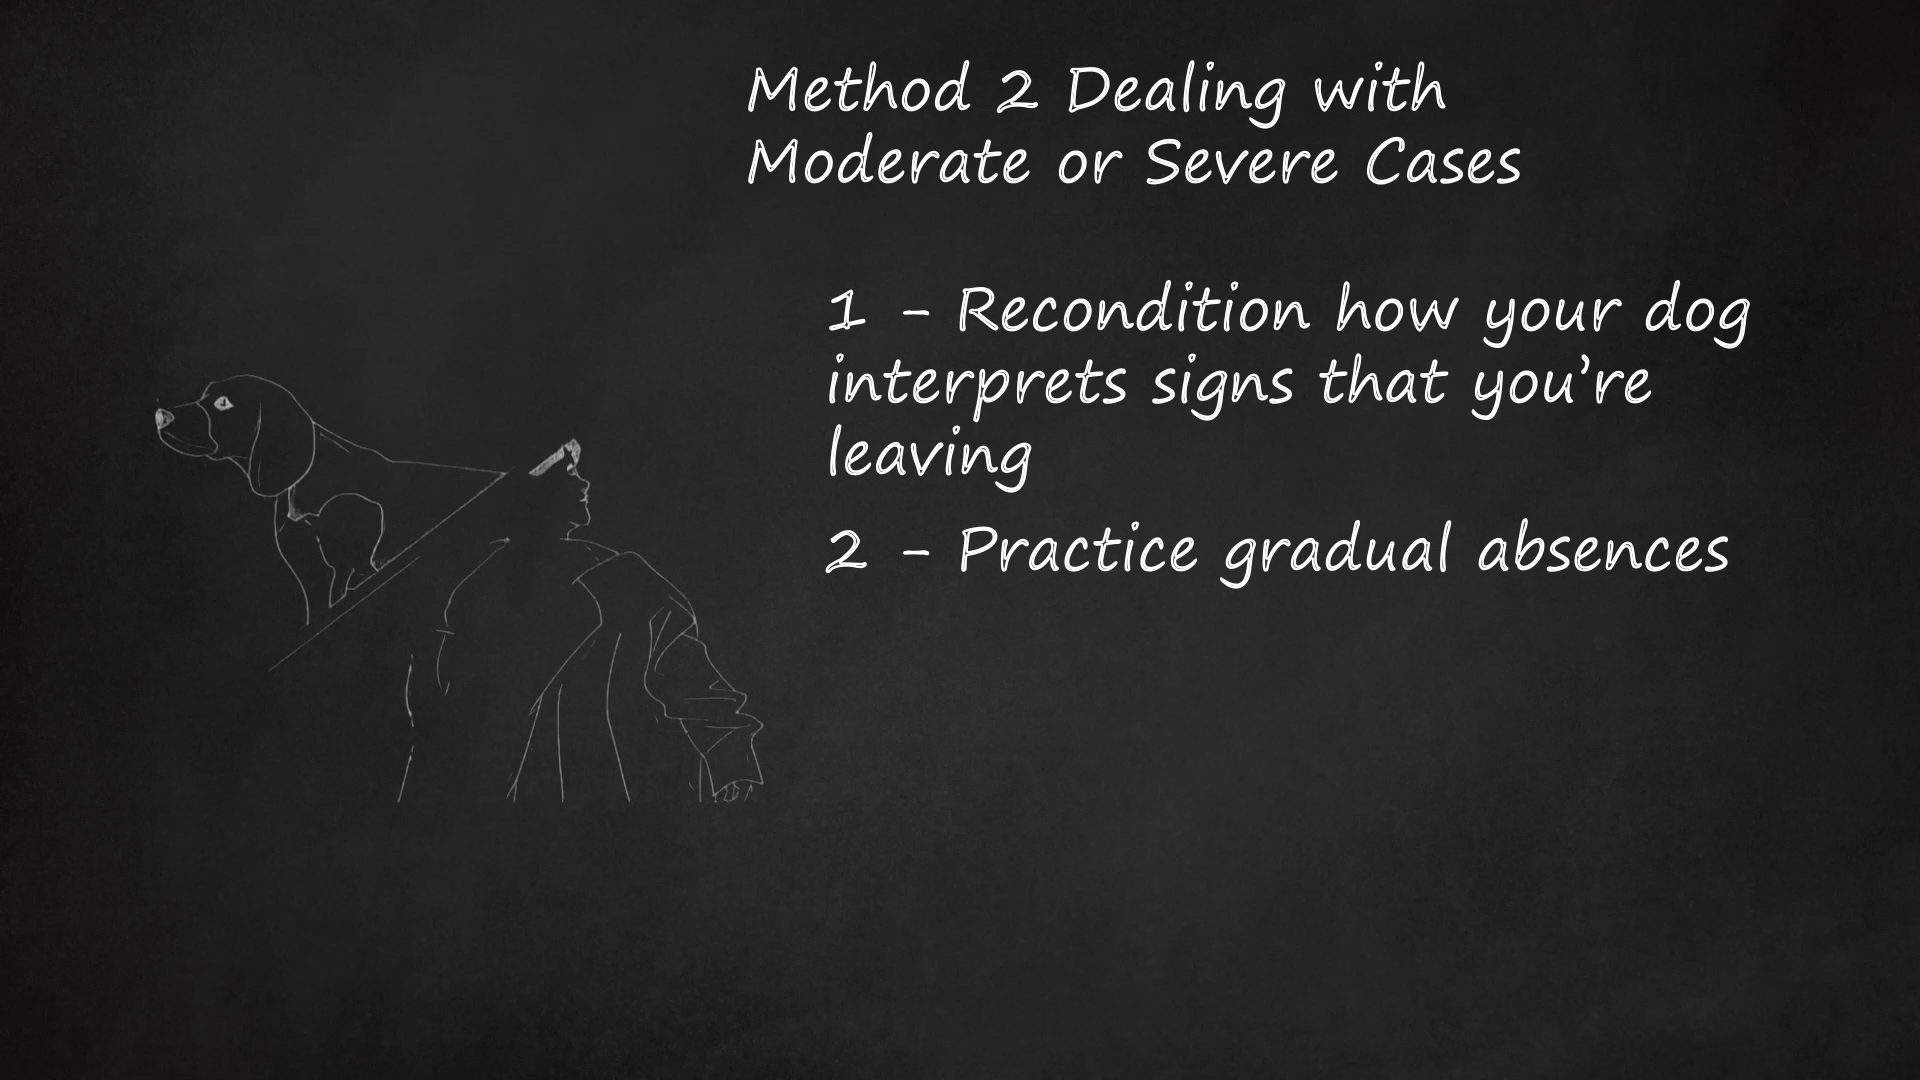 Method 2 Dealing with
Moderate or Severe Cases
1 - Recondition how your dog
interprets signs that you’re
leaving
2 - Practice gradual absences